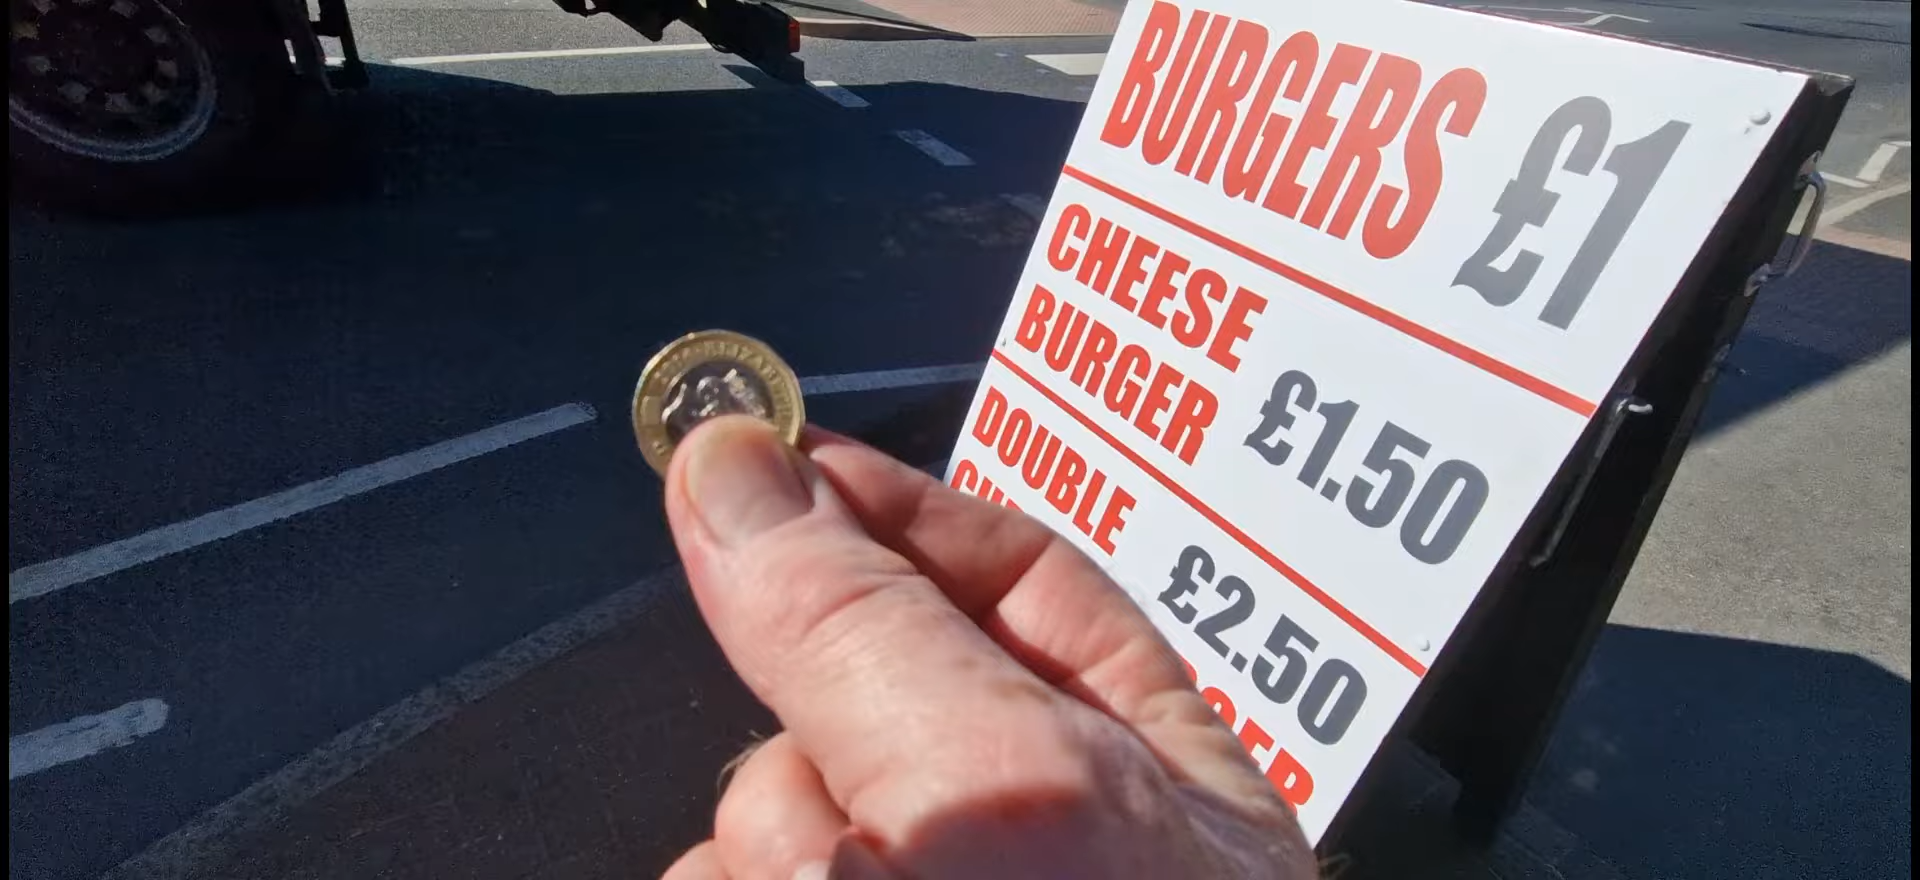 BURGERS £1
CHEESE
BURGER £1.50
DOUBLE
£2.50